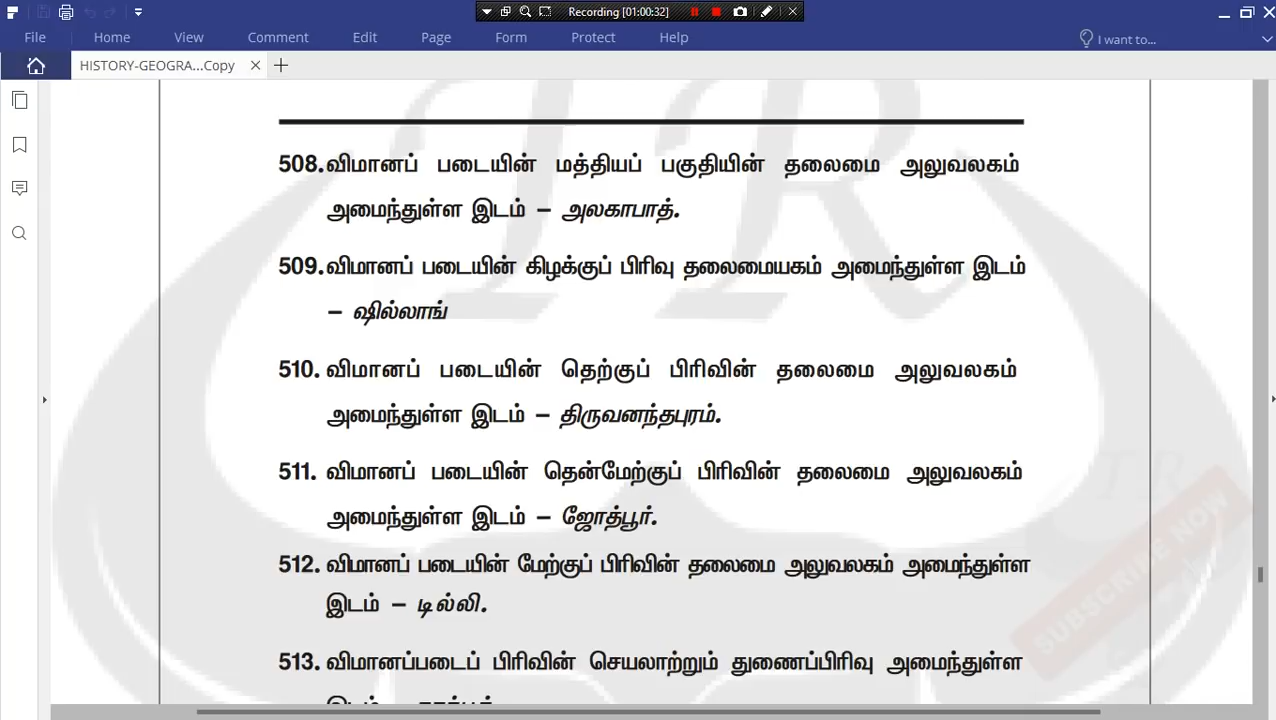 Recording [01:00:32]
File Home View Comment Edit Page Form Protect Help I want to...
HISTORY-GEOGRA...Copy
508. விமானப் படையின் மத்தியப் பகுதியின் தலைமை அலுவலகம்
அமைந்துள்ள இடம் – அலகாபாத்.
509. விமானப் படையின் கிழக்குப் பிரிவு தலைமையகம் அமைந்துள்ள இடம்
– ஷில்லாங்
510. விமானப் படையின் தெற்குப் பிரிவின் தலைமை அலுவலகம்
அமைந்துள்ள இடம் – திருவனந்தபுரம்.
511. விமானப் படையின் தென்மேற்குப் பிரிவின் தலைமை அலுவலகம்
அமைந்துள்ள இடம் – ஜோத்பூர்.
512. விமானப் படையின் மேற்குப் பிரிவின் தலைமை அலுவலகம் அமைந்துள்ள
இடம் – டில்லி.
513. விமானப்படைப் பிரிவின் செயலாற்றும் துணைப்பிரிவு அமைந்துள்ள
TR
SUBSCRIBE NOW